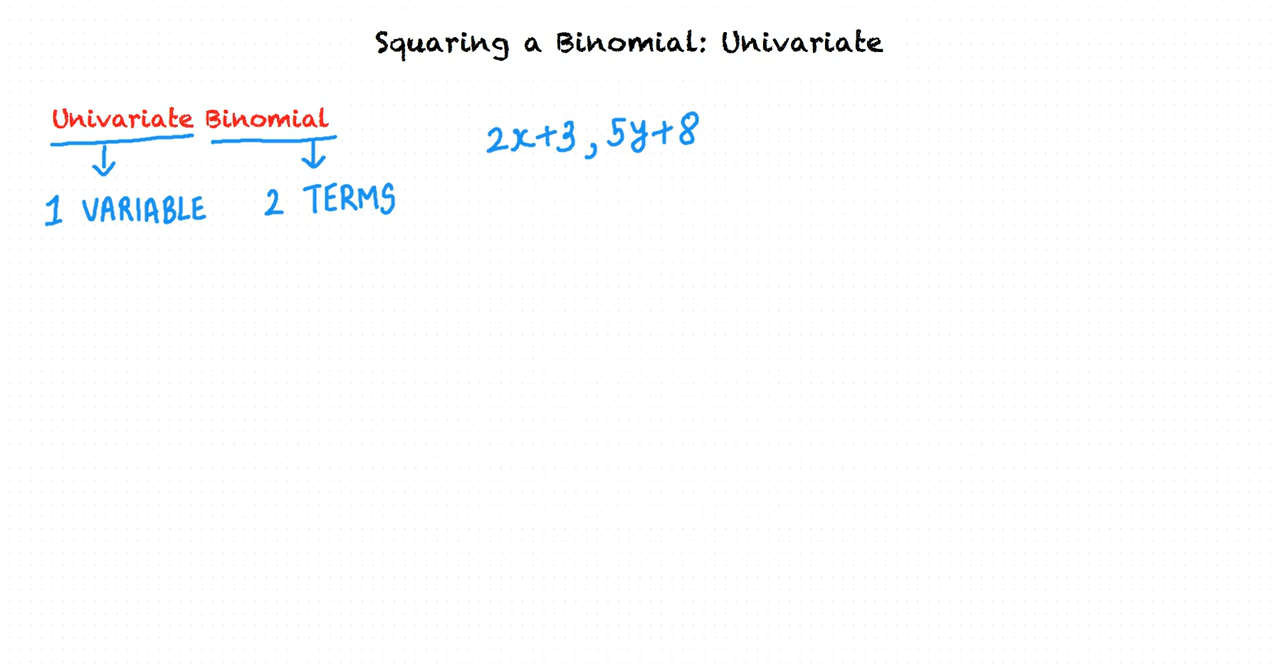 Squaring a Binomial: Univariate
Univariate Binomial
2x+3, 5y+8
1 VARIABLE 2 TERMS